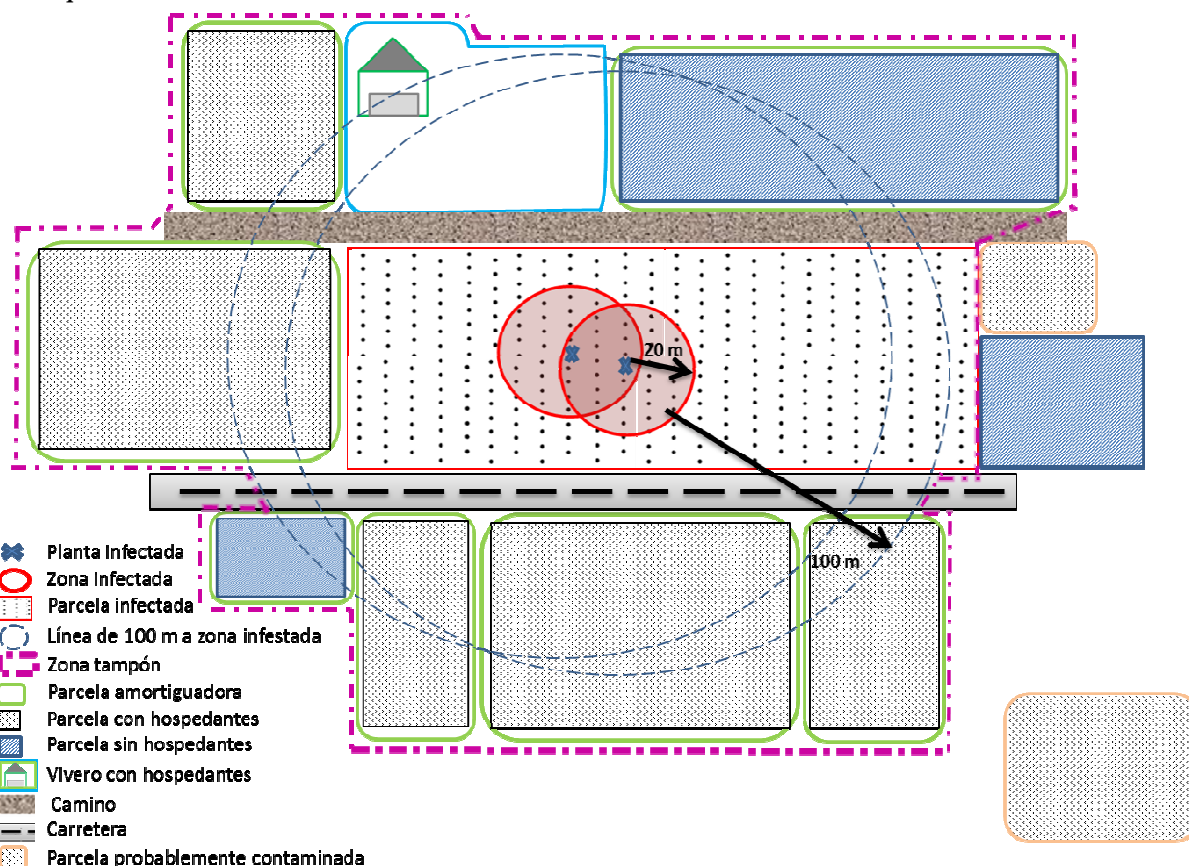 20 m
100 m
Planta Infectada
Zona Infectada
Parcela infectada
Línea de 100 m a zona infestada
Zona tampón
Parcela amortiguadora
Parcela con hospedantes
Parcela sin hospedantes
Vivero con hospedantes
Camino
Carretera
Parcela probablemente contaminada